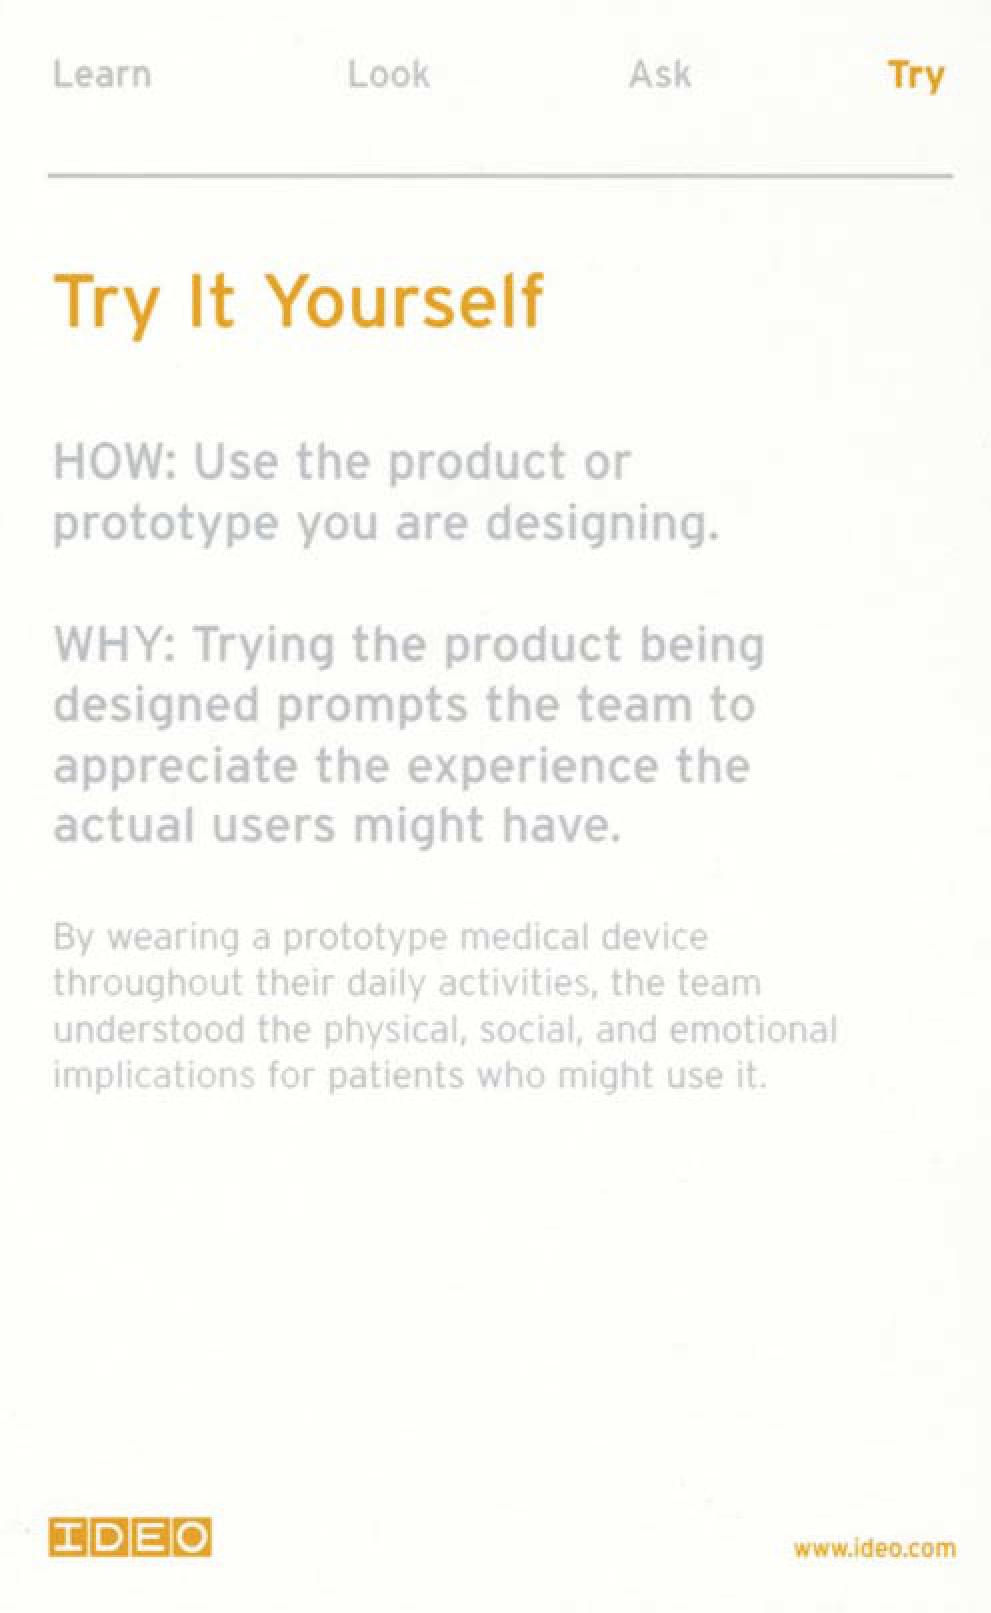 Learn Look Ask Try
Try It Yourself
HOW: Use the product or
prototype you are designing.
WHY: Trying the product being
designed prompts the team to
appreciate the experience the
actual users might have.
By wearing a prototype medical device
throughout their daily activities, the team
understood the physical, social, and emotional
implications for patients who might use it.
IDEO
www.ideo.com